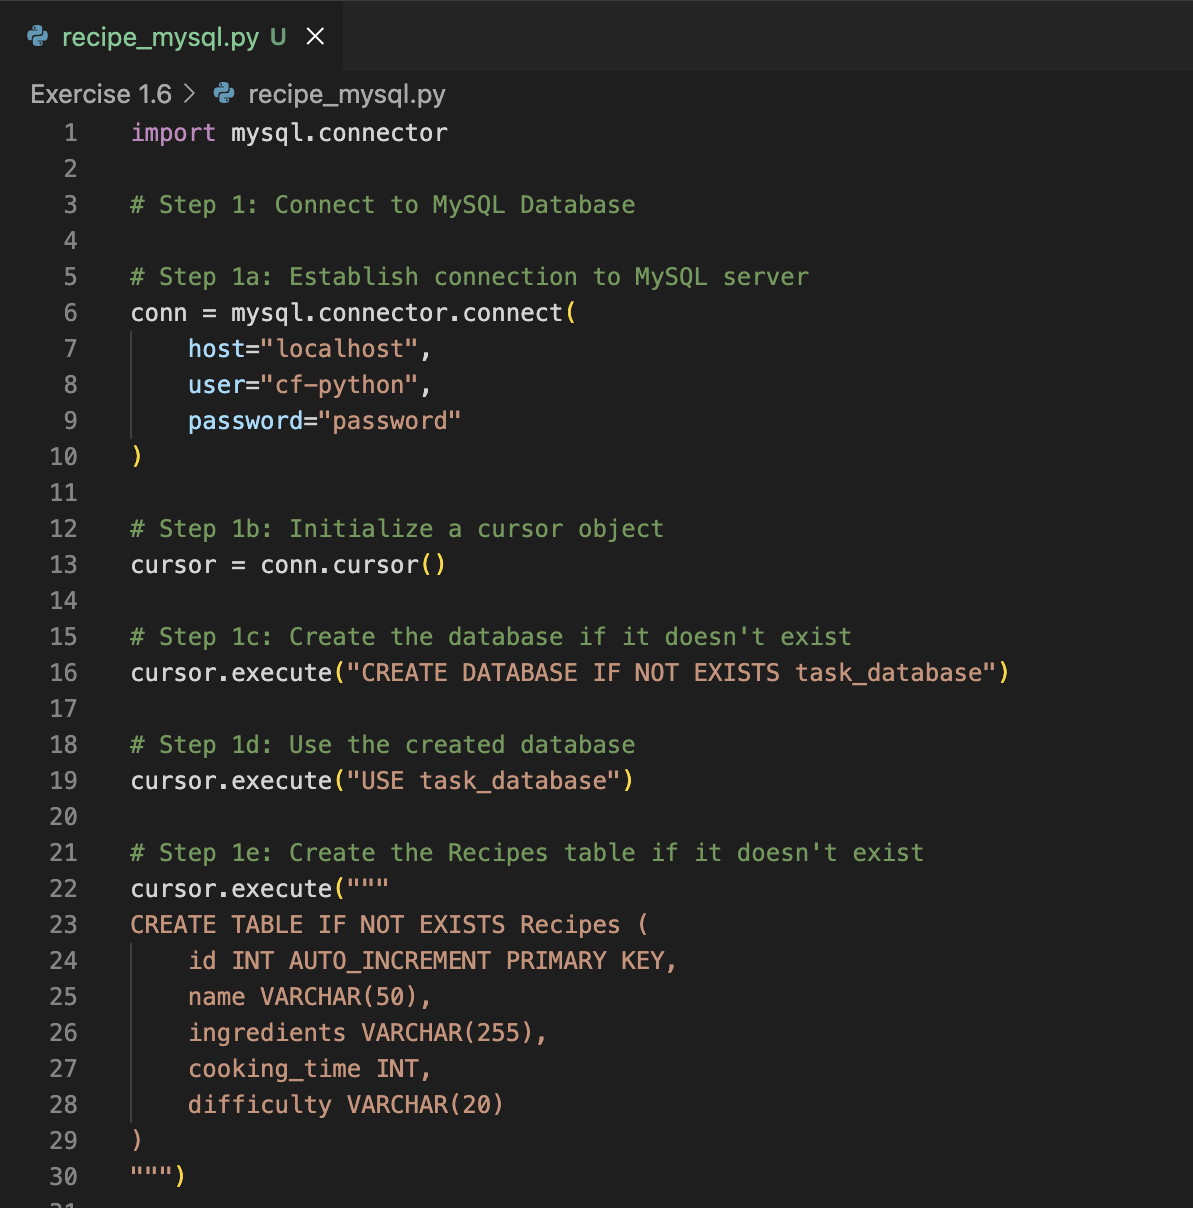 recipe_mysql.py U
Exercise 1.6 > recipe_mysql.py
1 import mysql.connector
2
3 # Step 1: Connect to MySQL Database
4
5 # Step 1a: Establish connection to MySQL server
6 conn = mysql.connector.connect(
7     host="localhost",
8     user="cf-python",
9     password="password"
10 )
11
12 # Step 1b: Initialize a cursor object
13 cursor = conn.cursor()
14
15 # Step 1c: Create the database if it doesn't exist
16 cursor.execute("CREATE DATABASE IF NOT EXISTS task_database")
17
18 # Step 1d: Use the created database
19 cursor.execute("USE task_database")
20
21 # Step 1e: Create the Recipes table if it doesn't exist
22 cursor.execute("""
23 CREATE TABLE IF NOT EXISTS Recipes (
24     id INT AUTO_INCREMENT PRIMARY KEY,
25     name VARCHAR(50),
26     ingredients VARCHAR(255),
27     cooking_time INT,
28     difficulty VARCHAR(20)
29 )
30 """)
31